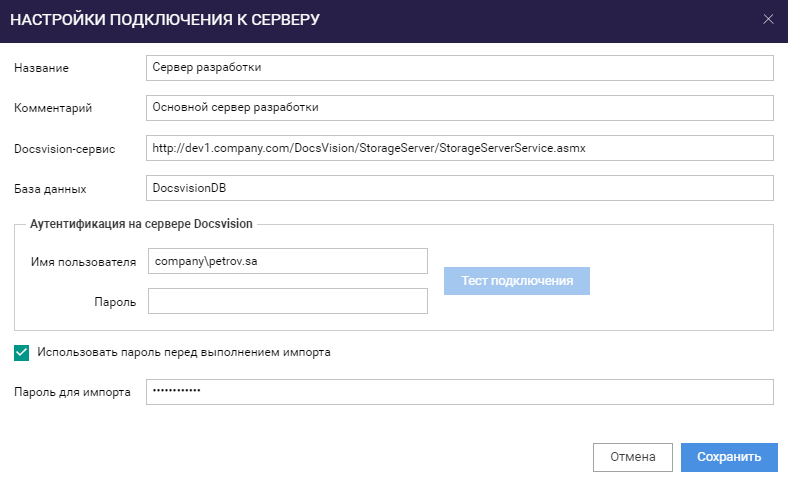 НАСТРОЙКИ ПОДКЛЮЧЕНИЯ К СЕРВЕРУ
Название Сервер разработки
Комментарий Основной сервер разработки
Docsvision-сервис http://dev1.company.com/DocsVision/StorageServer/StorageServerService.asmx
База данных DocsvisionDB
Аутентификация на сервере Docsvision
Имя пользователя company\petrov.sa
Тест подключения
Пароль
Использовать пароль перед выполнением импорта
Пароль для импорта ••••••••••••
Отмена Сохранить